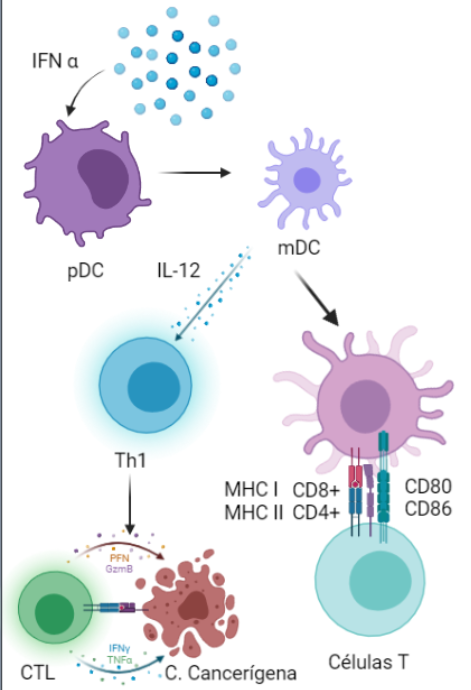 IFN α
pDC
mDC
IL-12
Th1
MHC I CD8+
MHC II CD4+
CD80
CD86
PFN
GzmB
IFNγ
TNFα
CTL
C. Cancerígena
Células T